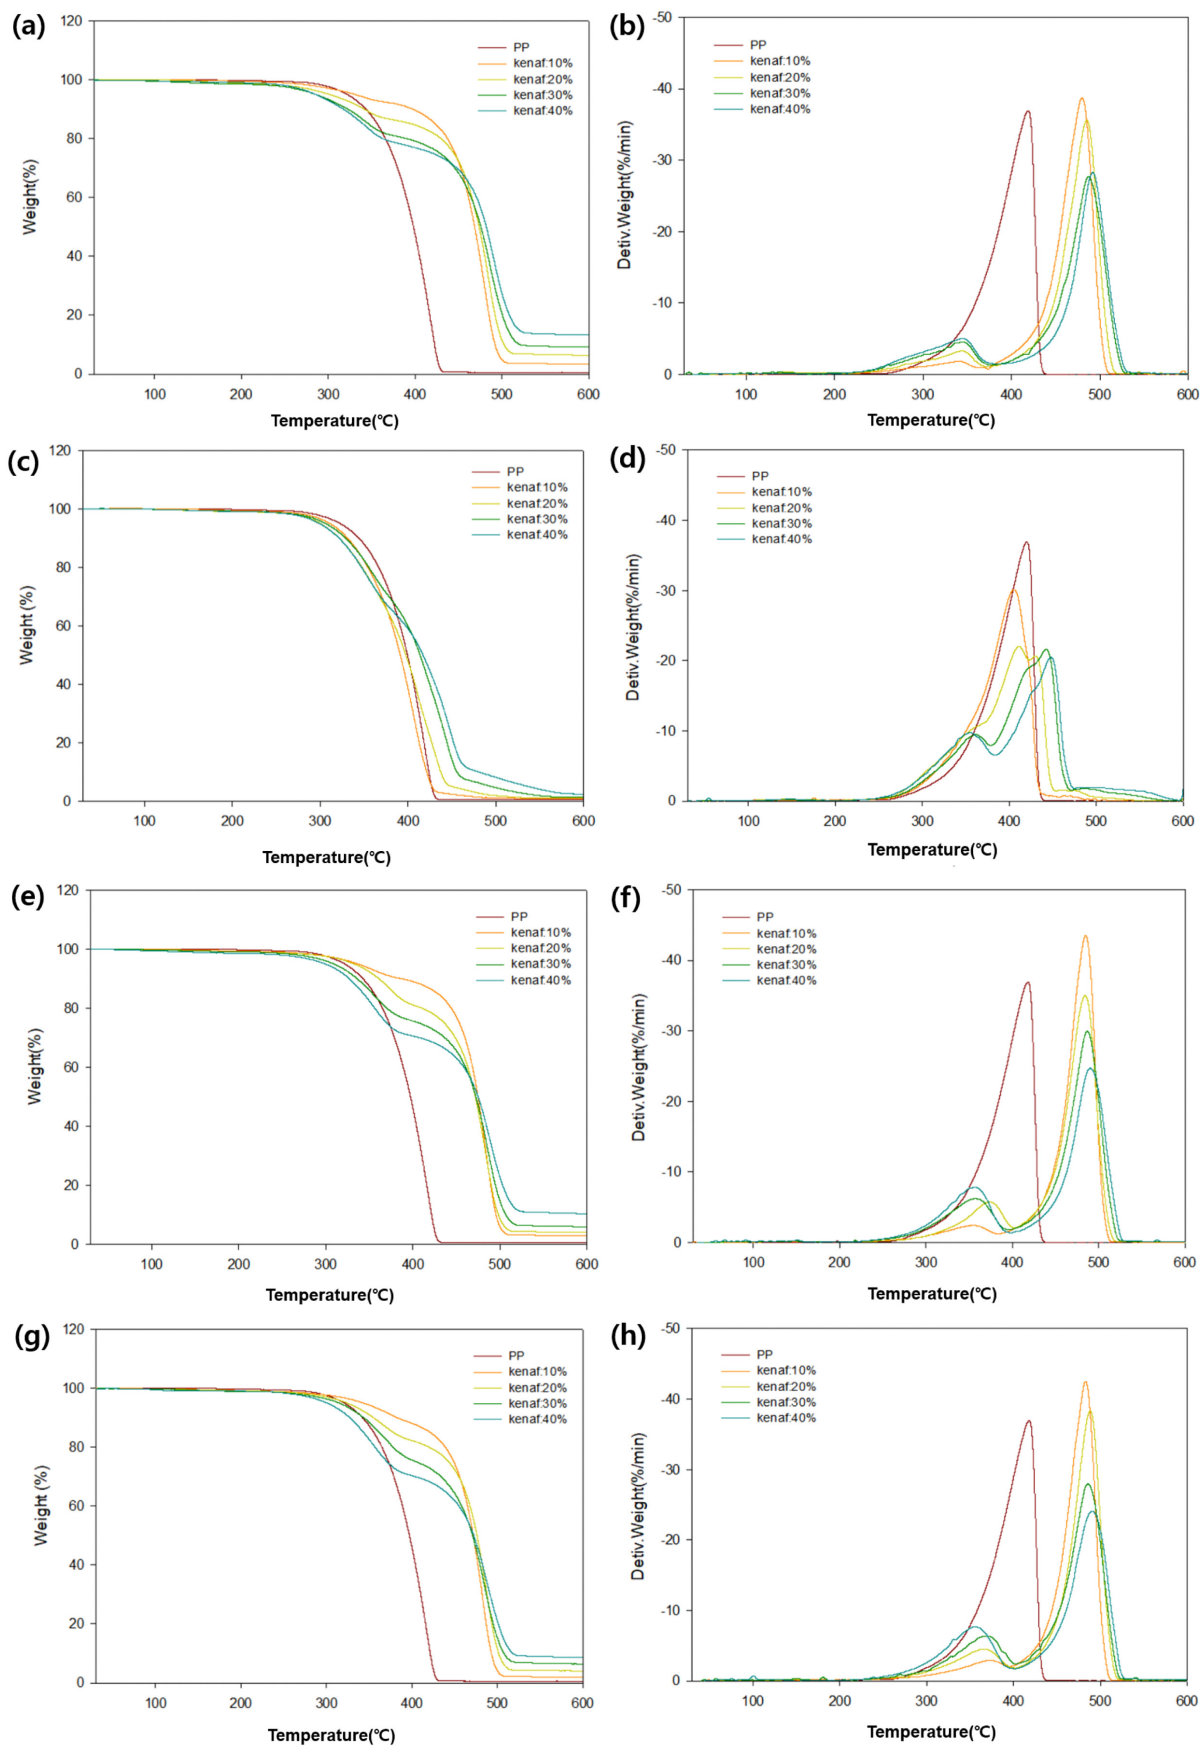 (a)
120
100
80
60
40
20
0
Weight(%)
PP
kenaf:10%
kenaf:20%
kenaf:30%
kenaf:40%
100 200 300 400 500 600
Temperature(℃)
(b)
-50
-40
-30
-20
-10
0
Detiv.Weight(%/min)
PP
kenaf:10%
kenaf:20%
kenaf:30%
kenaf:40%
100 200 300 400 500 600
Temperature(℃)
(c)
120
100
80
60
40
20
0
Weight (%)
PP
kenaf:10%
kenaf:20%
kenaf:30%
kenaf:40%
100 200 300 400 500 600
Temperature(℃)
(d)
-50
-40
-30
-20
-10
0
Detiv.Weight(%/min)
PP
kenaf:10%
kenaf:20%
kenaf:30%
kenaf:40%
100 200 300 400 500 600
Temperature(℃)
(e)
120
100
80
60
40
20
0
Weight(%)
PP
kenaf:10%
kenaf:20%
kenaf:30%
kenaf:40%
100 200 300 400 500 600
Temperature(℃)
(f)
-50
-40
-30
-20
-10
0
Detiv.Weight(%/min)
PP
kenaf:10%
kenaf:20%
kenaf:30%
kenaf:40%
100 200 300 400 500 600
Temperature(℃)
(g)
120
100
80
60
40
20
0
Weight (%)
PP
kenaf:10%
kenaf:20%
kenaf:30%
kenaf:40%
100 200 300 400 500 600
Temperature(℃)
(h)
-50
-40
-30
-20
-10
0
Detiv.Weight(%/min)
PP
kenaf:10%
kenaf:20%
kenaf:30%
kenaf:40%
100 200 300 400 500 600
Temperature(℃)